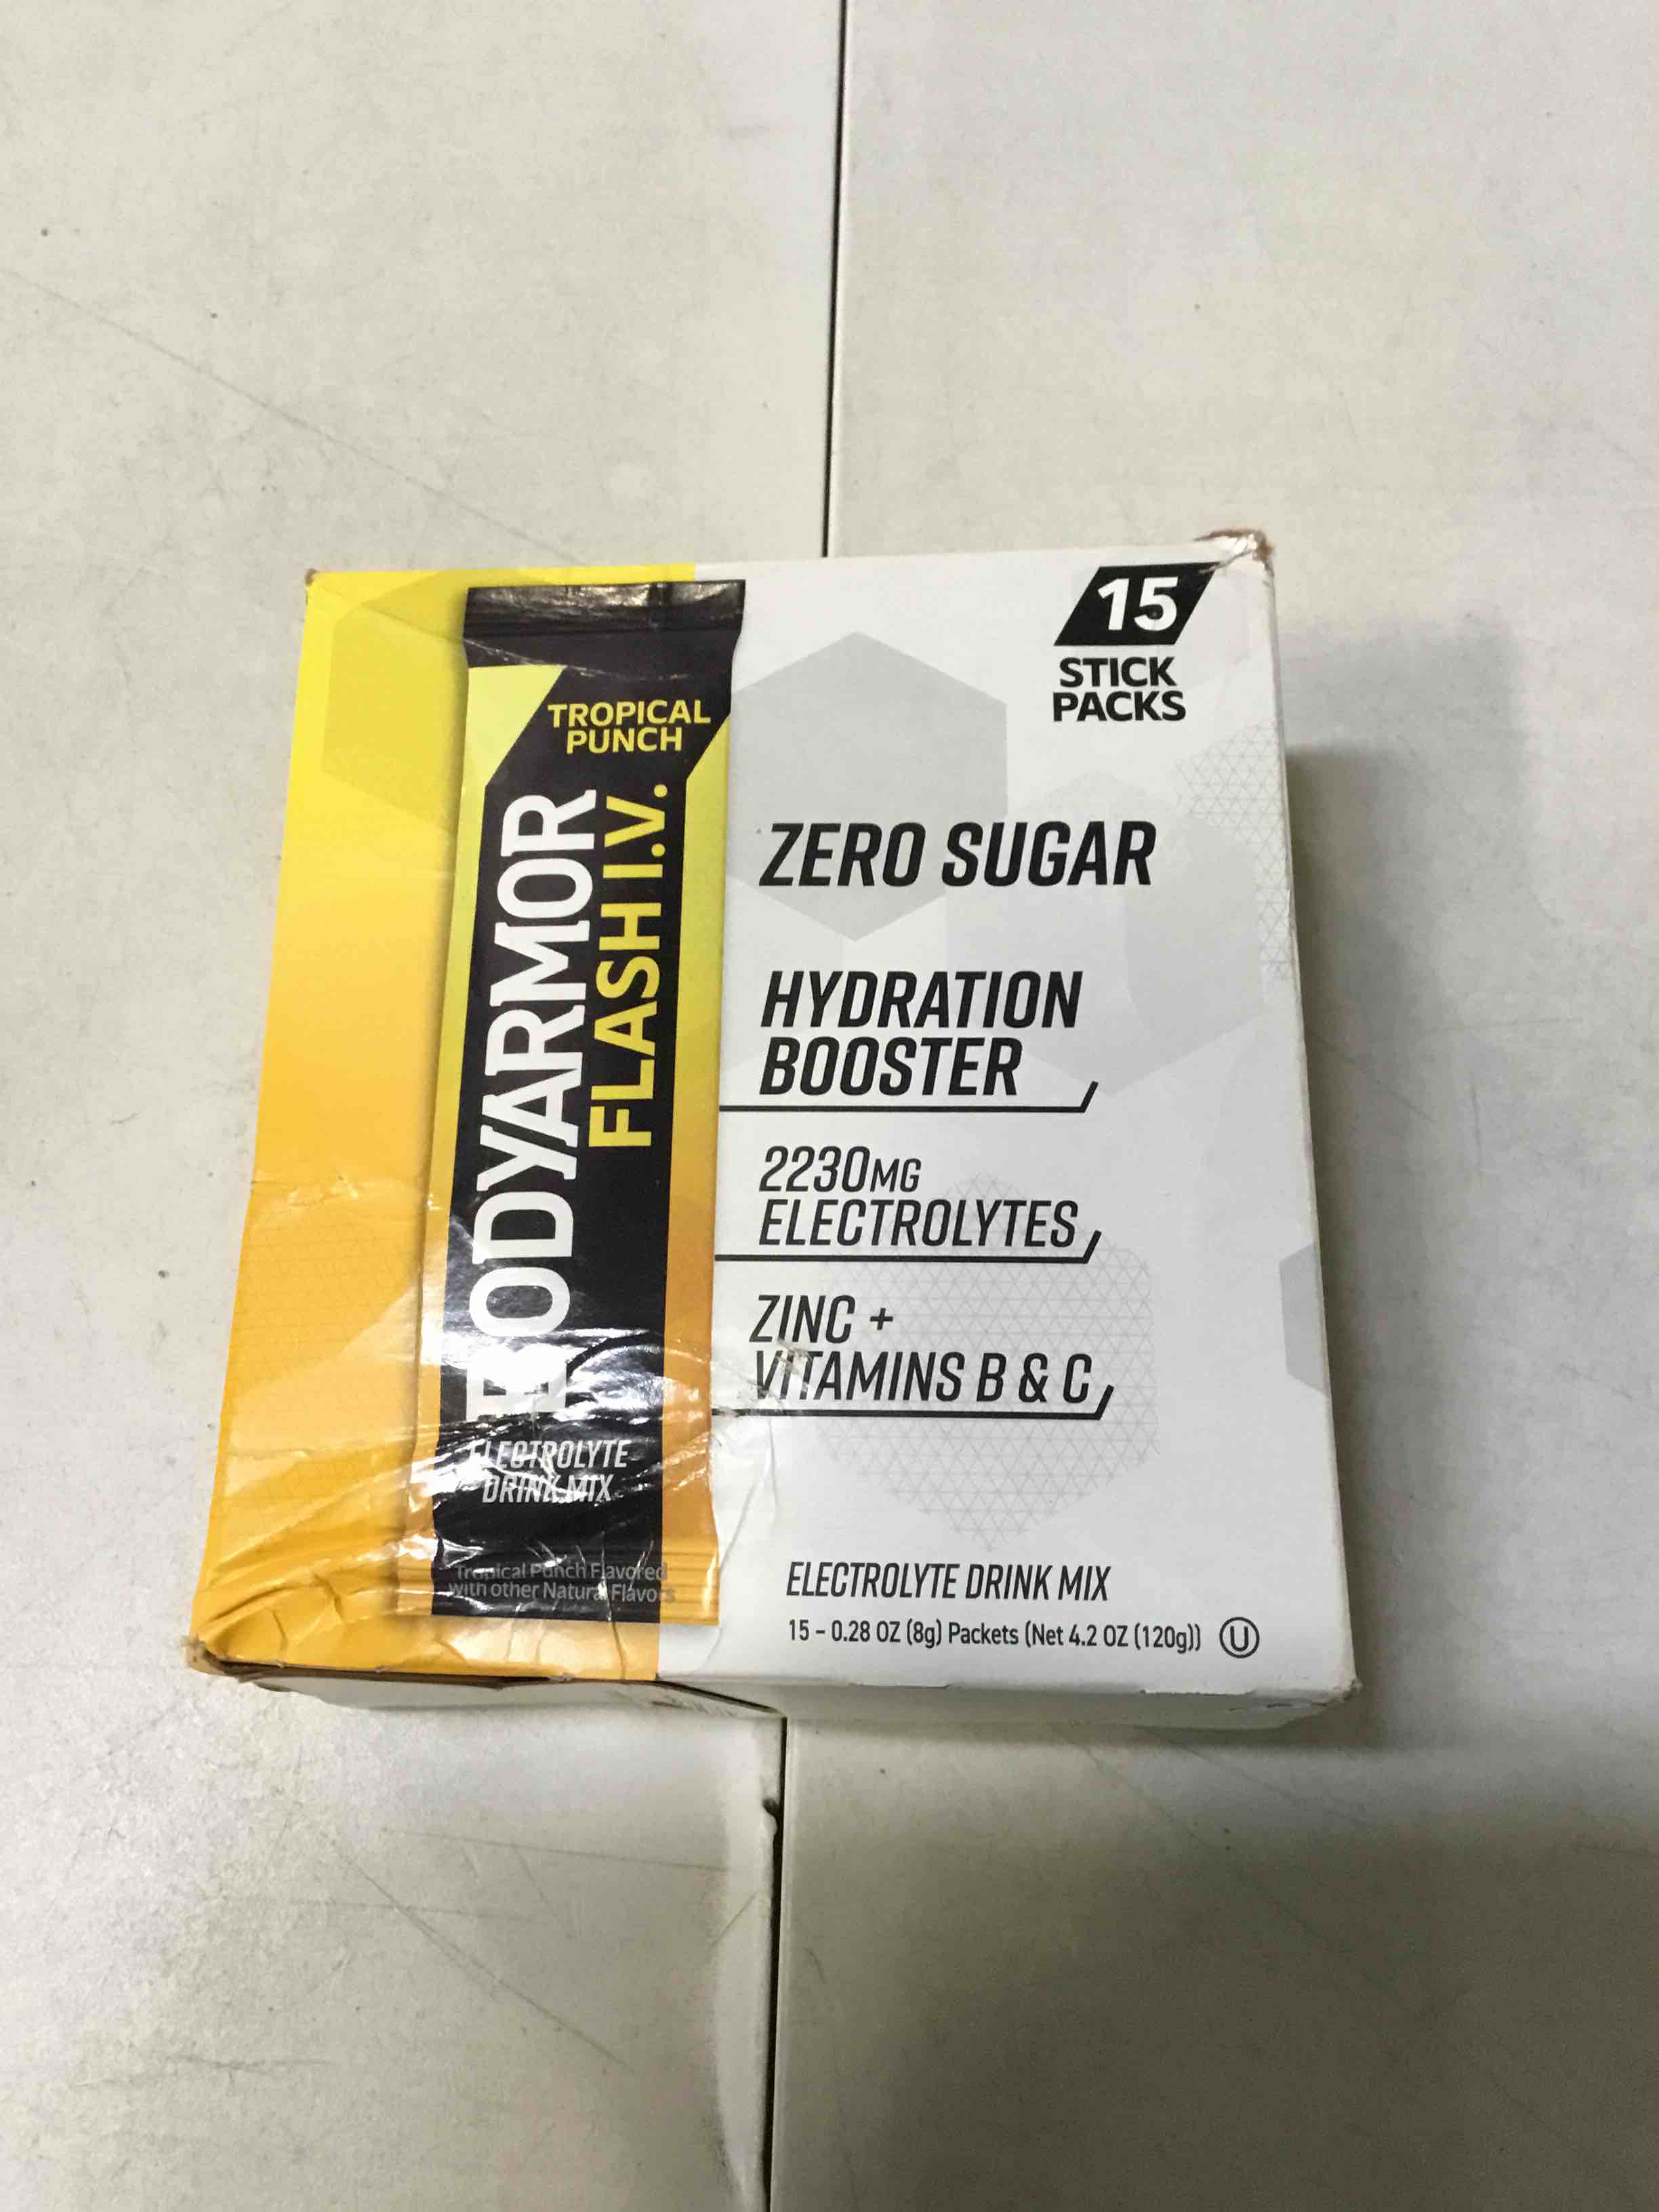 15
STICK
PACKS
TROPICAL
PUNCH
BODYARMOR
FLASH I.V.
ELECTROLYTE
DRINK MIX
Tropical Punch Flavored
with other Natural Flavors
ZERO SUGAR
HYDRATION
BOOSTER
2230MG
ELECTROLYTES
ZINC +
VITAMINS B & C
ELECTROLYTE DRINK MIX
15 - 0.28 OZ (8g) Packets (Net 4.2 OZ (120g)) U